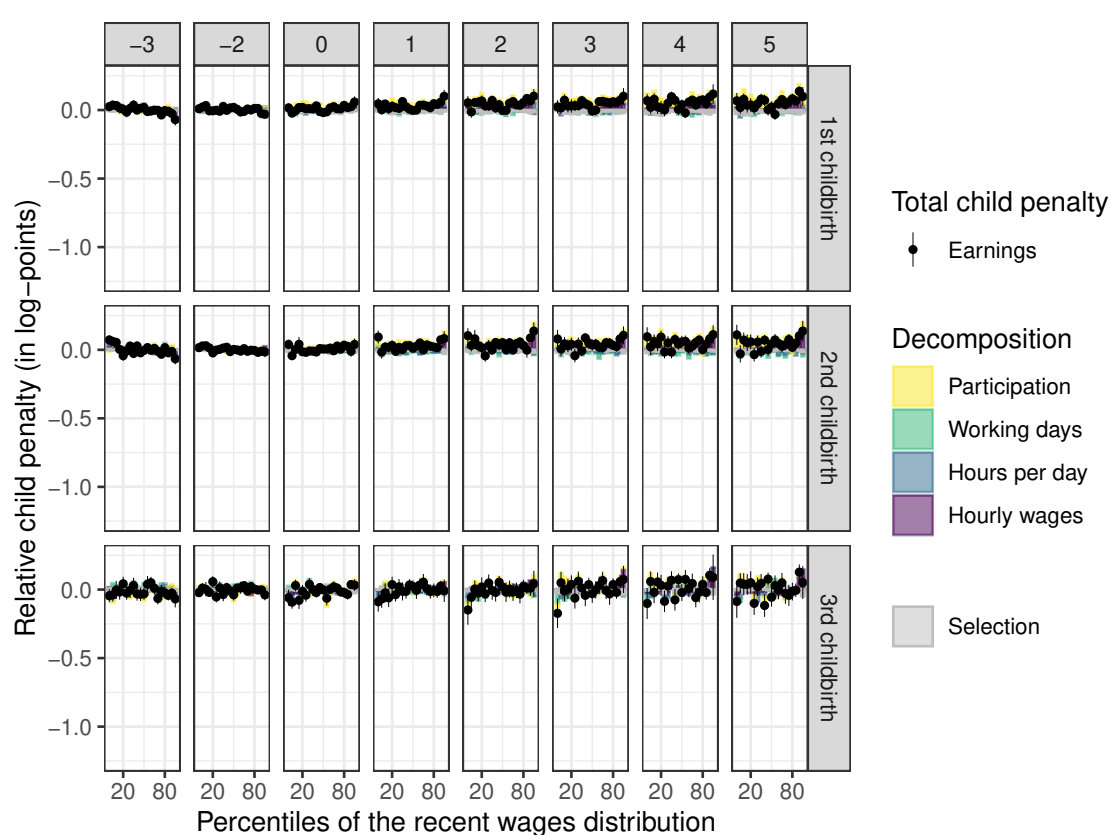 −3 −2 0 1 2 3 4 5
0.0
−0.5
−1.0
1st childbirth
0.0
−0.5
−1.0
2nd childbirth
0.0
−0.5
−1.0
3rd childbirth
20 80 20 80 20 80 20 80 20 80 20 80 20 80 20 80
Percentiles of the recent wages distribution
Relative child penalty (in log−points)
Total child penalty
Earnings
Decomposition
Participation
Working days
Hours per day
Hourly wages
Selection